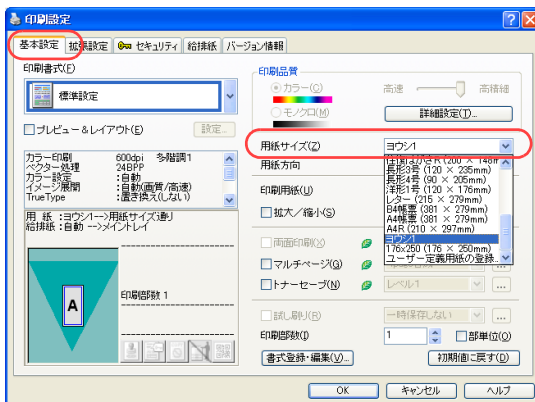 印刷設定
基本設定 拡張設定 セキュリティ 給排紙 バージョン情報
印刷書式(F)
標準設定
プレビュー&レイアウト(E) 設定...
カラー印刷 600dpi 多階調1
ベクター処理 24BPP
カラー設定 :自動
イメージ展開 :自動(画質/高速)
TrueType :置き換え(しない)
用 紙 :ヨウシ1-->用紙サイズ通り
給排紙 :自動 -->メイントレイ
A
印刷部数 1
印刷品質
カラー(C) 高速 高精細
モノクロ(M) 詳細設定(T)...
用紙サイズ(Z) ヨウシ1
往復はがきR (200 × 148m
長形3号 (120 × 235mm)
長形4号 (90 × 205mm)
洋形1号 (120 × 176mm)
レター (215 × 279mm)
B4帳票 (381 × 279mm)
A4帳票 (381 × 279mm)
A4R (210 × 297mm)
ヨウシ1
176x250 (176 × 250mm)
ユーザー定義用紙の登録...
用紙方向
印刷用紙(U)
拡大/縮小(S)
両面印刷(X)
マルチページ(G)
トナーセーブ(N) レベル1 ...
試し刷り(R) 一時保存しない ...
印刷部数(I) 1 部単位(O)
書式登録・編集(V)... 初期値に戻す(D)
OK キャンセル ヘルプ